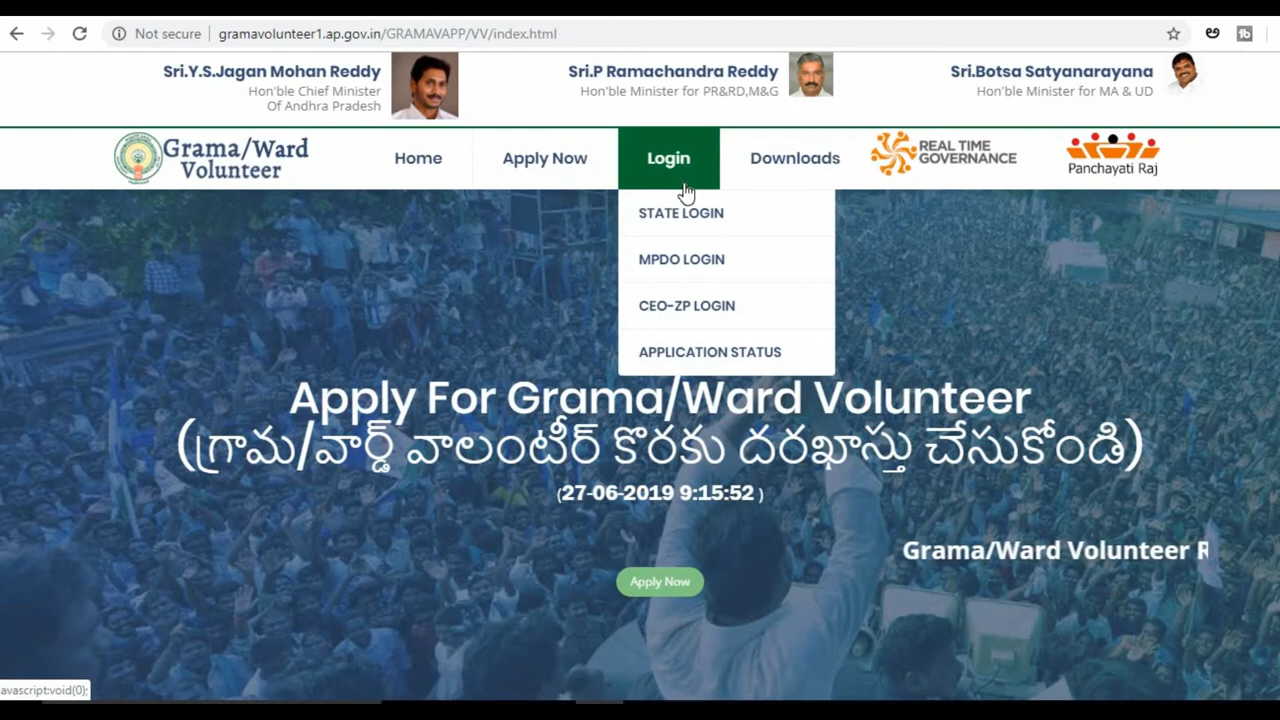 Not secure
gramavolunteer1.ap.gov.in/GRAMAVAPP/VV/index.html
Sri.Y.S.Jagan Mohan Reddy
Hon'ble Chief Minister
Of Andhra Pradesh
Sri.P Ramachandra Reddy
Hon'ble Minister for PR&RD,M&G
Sri.Botsa Satyanarayana
Hon'ble Minister for MA & UD
Grama/Ward
Volunteer
Home
Apply Now
Login
Downloads
REAL TIME
GOVERNANCE
Panchayati Raj
STATE LOGIN
MPDO LOGIN
CEO-ZP LOGIN
APPLICATION STATUS
Apply For Grama/Ward Volunteer
(గ్రామ/వార్డ్ వాలంటీర్ కొరకు దరఖాస్తు చేసుకోండి)
(27-06-2019 9:15:52 )
Grama/Ward Volunteer R
Apply Now
avascript:void(0);